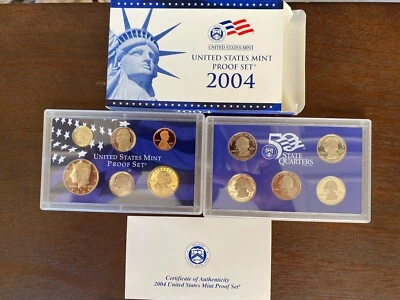 UNITED STATES MINT
UNITED STATES MINT
PROOF SET®
2004
UNITED STATES MINT
PROOF SET®
50
STATE
QUARTERS®
Certificate of Authenticity
2004 United States Mint Proof Set®